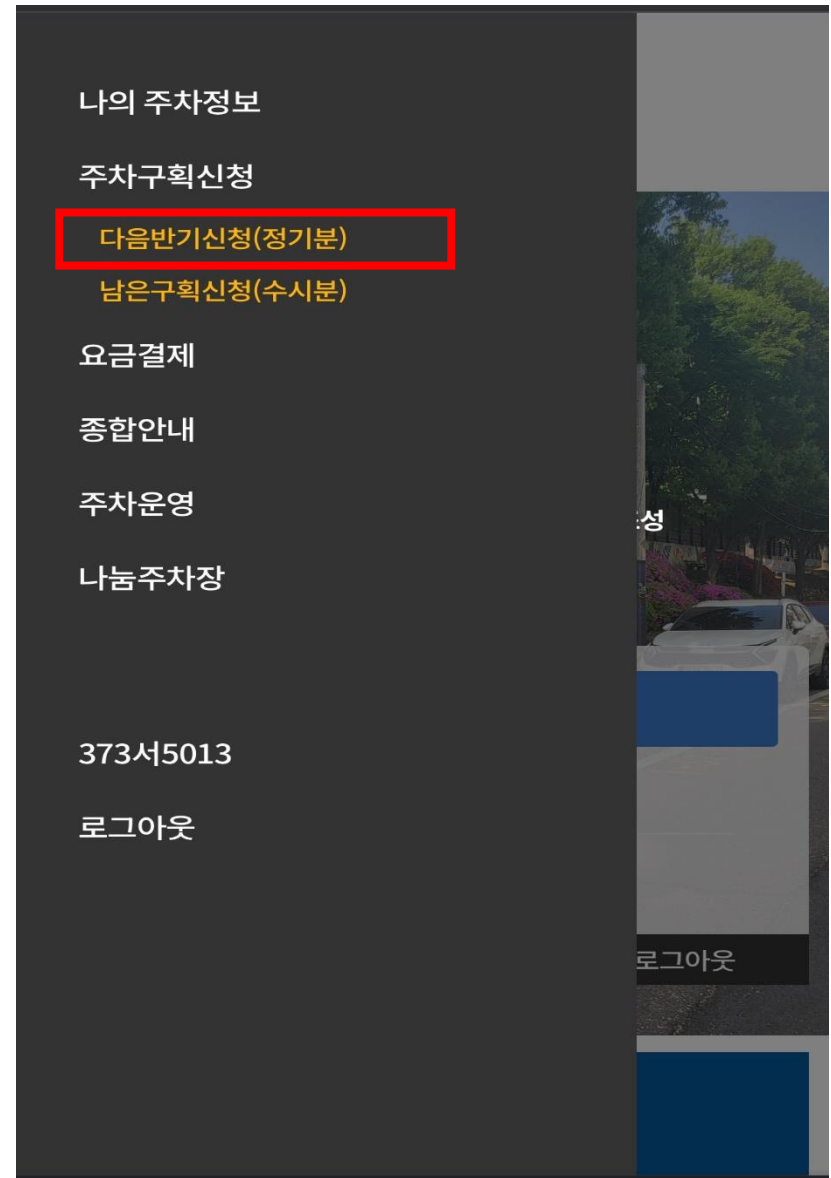 나의 주차정보
주차구획신청
다음반기신청(정기분)
남은구획신청(수시분)
요금결제
종합안내
주차운영
성
나눔주차장
373서5013
로그아웃
로그아웃